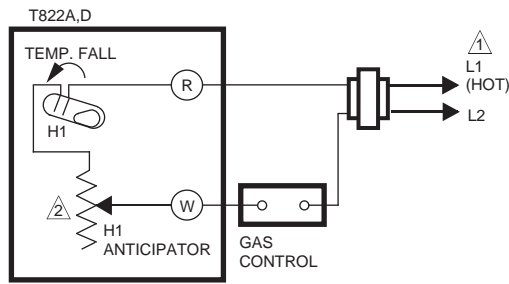 T822A,D
TEMP. FALL
1
L1
(HOT)
R
H1
L2
2
W
H1
ANTICIPATOR
GAS
CONTROL